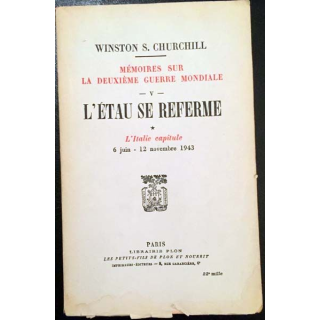 WINSTON S. CHURCHILL
MÉMOIRES SUR
LA DEUXIÈME GUERRE MONDIALE
— V —
L'ÉTAU SE REFERME
*
L'Italie capitule
6 juin - 12 novembre 1943
PARIS
LIBRAIRIE PLON
LES PETITS-FILS DE PLON ET NOURRIT
IMPRIMEURS-ÉDITEURS — 8, RUE GARANCIÈRE, 6e
mille